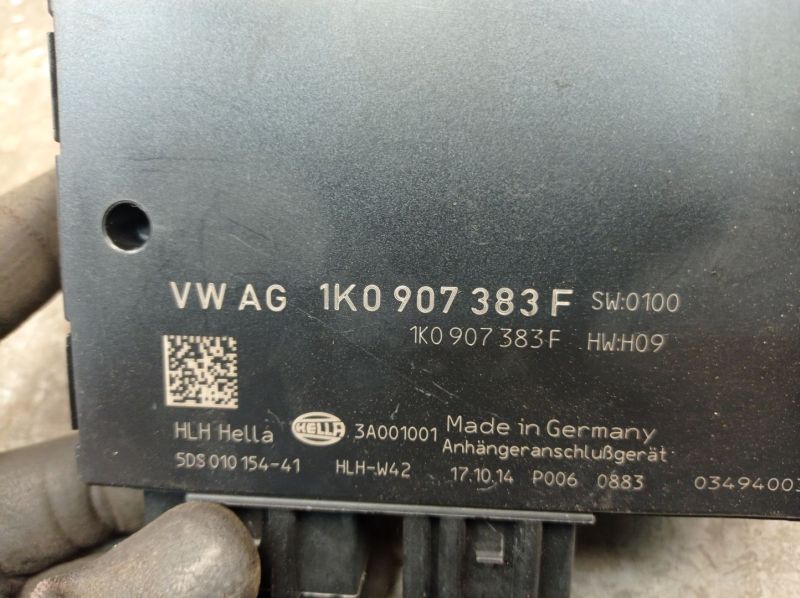 VW AG 1K0 907 383 F SW:0100
1K0 907 383 F HW:H09
HLH Hella HELLA 3A001001 Made in Germany
Anhängeranschlußgerät
5DS 010 154-41 HLH-W42 17.10.14 P006 0883 03494003